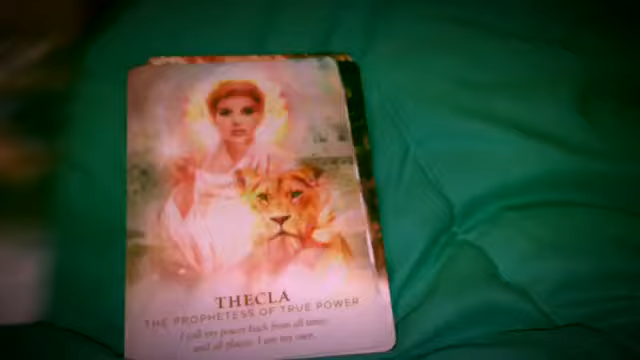 THECLA
THE PROPHETESS OF TRUE POWER
I call my power back from all times
and all places. I am my own.